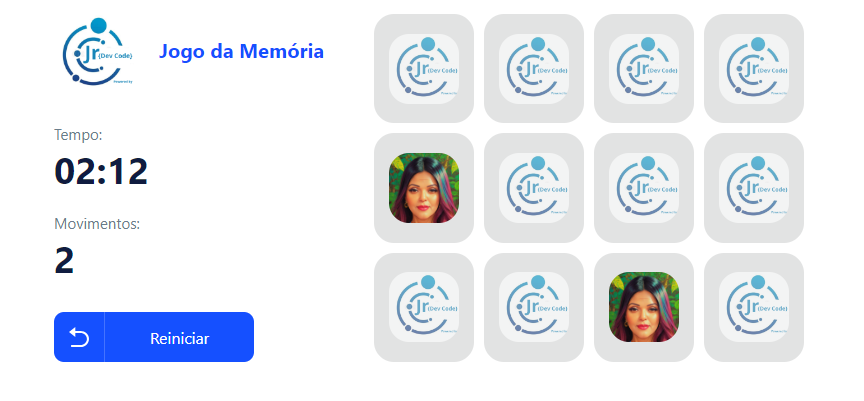 Jr(Dev Code)
Powered by
Jogo da Memória
Tempo:
02:12
Movimentos:
2
Reiniciar
Jr(Dev Code)
Jr(Dev Code)
Jr(Dev Code)
Jr(Dev Code)
Jr(Dev Code)
Jr(Dev Code)
Jr(Dev Code)
Jr(Dev Code)
Jr(Dev Code)
Jr(Dev Code)